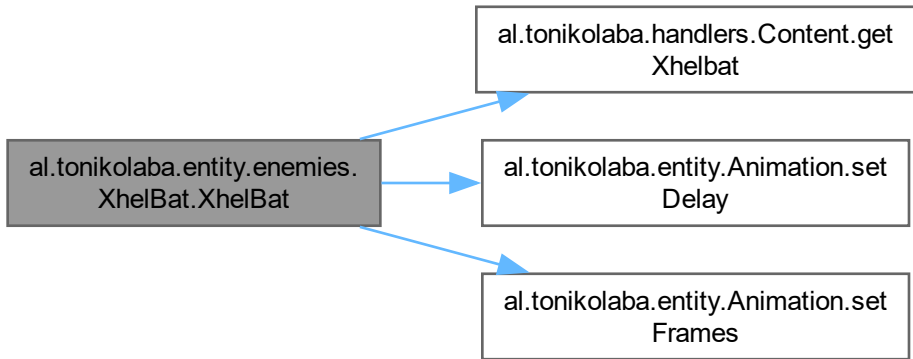 al.tonikolaba.handlers.Content.get
Xhelbat
al.tonikolaba.entity.enemies.
XhelBat.XhelBat
al.tonikolaba.entity.Animation.set
Delay
al.tonikolaba.entity.Animation.set
Frames